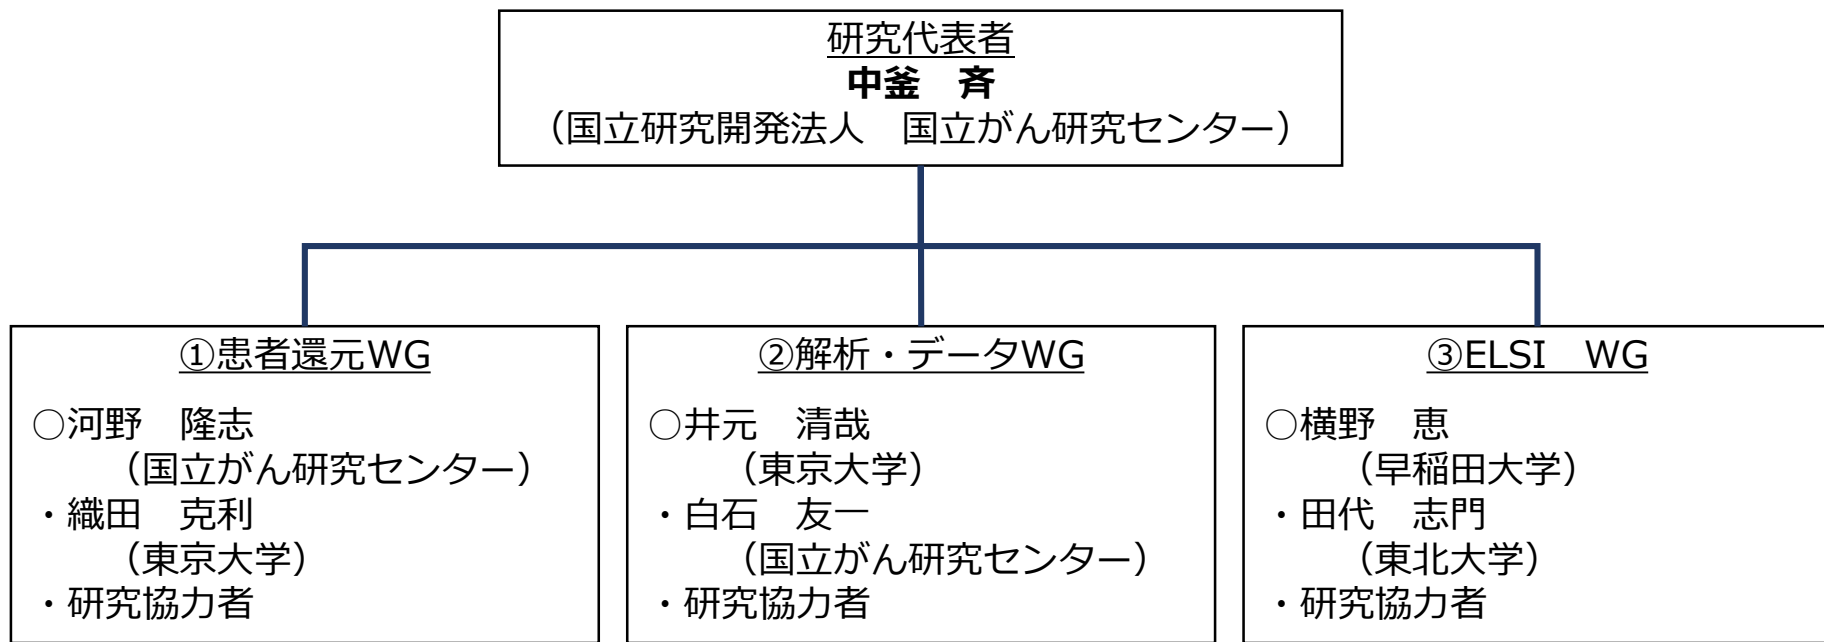 研究代表者
中釜　斉
（国立研究開発法人　国立がん研究センター）
①患者還元WG
○河野　隆志
（国立がん研究センター）
・織田　克利
（東京大学）
・研究協力者
②解析・データWG
○井元　清哉
（東京大学）
・白石　友一
（国立がん研究センター）
・研究協力者
③ELSI　WG
○横野　恵
（早稲田大学）
・田代　志門
（東北大学）
・研究協力者